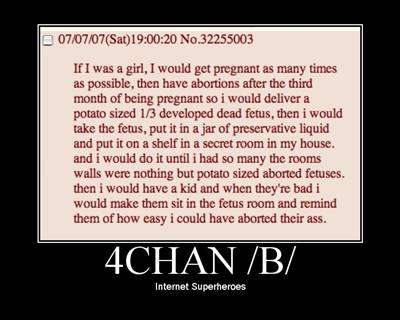 07/07/07(Sat)19:00:20 No.32255003
If I was a girl, I would get pregnant as many times
as possible, then have abortions after the third
month of being pregnant so i would deliver a
potato sized 1/3 developed dead fetus, then i would
take the fetus, put it in a jar of preservative liquid
and put it on a shelf in a secret room in my house.
and i would do it until i had so many the rooms
walls were nothing but potato sized aborted fetuses.
then i would have a kid and when they're bad i
would make them sit in the fetus room and remind
them of how easy i could have aborted their ass.
4CHAN /B/
Internet Superheroes